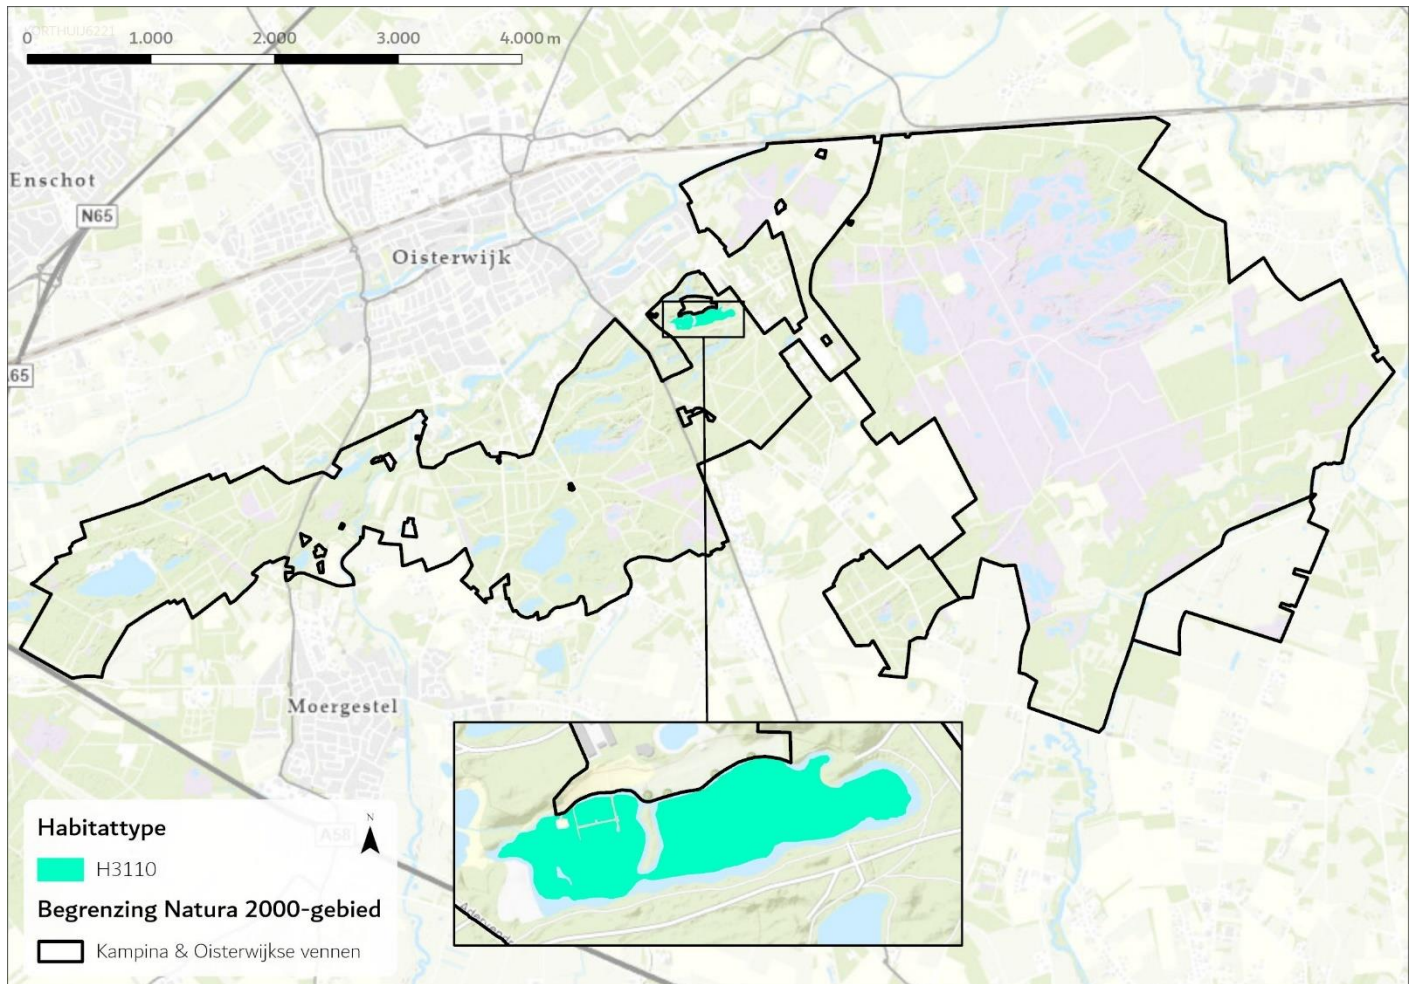 0 1.000 2.000 3.000 4.000 m
Enschot
N65
Oisterwijk
65
Moergestel
A58
N
Habitattype
H3110
Begrenzing Natura 2000-gebied
Kampina & Oisterwijkse vennen